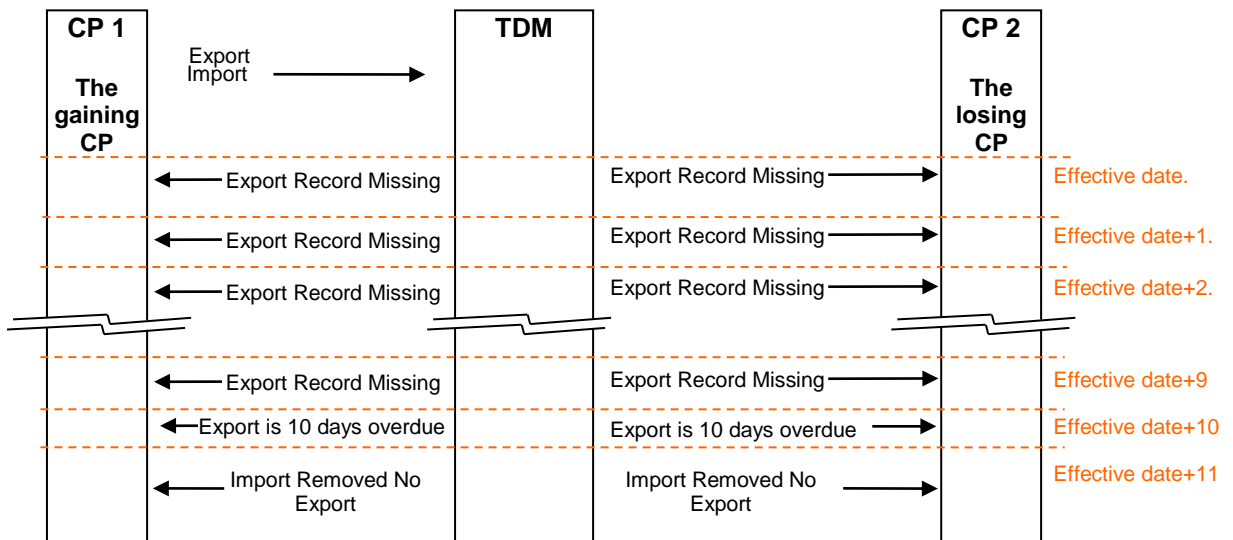 CP 1
TDM
CP 2
Export
Import
The
gaining
CP
The
losing
CP
Export Record Missing
Export Record Missing
Effective date.
Export Record Missing
Export Record Missing
Effective date+1.
Export Record Missing
Export Record Missing
Effective date+2.
Export Record Missing
Export Record Missing
Effective date+9
Export is 10 days overdue
Export is 10 days overdue
Effective date+10
Import Removed No
Export
Import Removed No
Export
Effective date+11